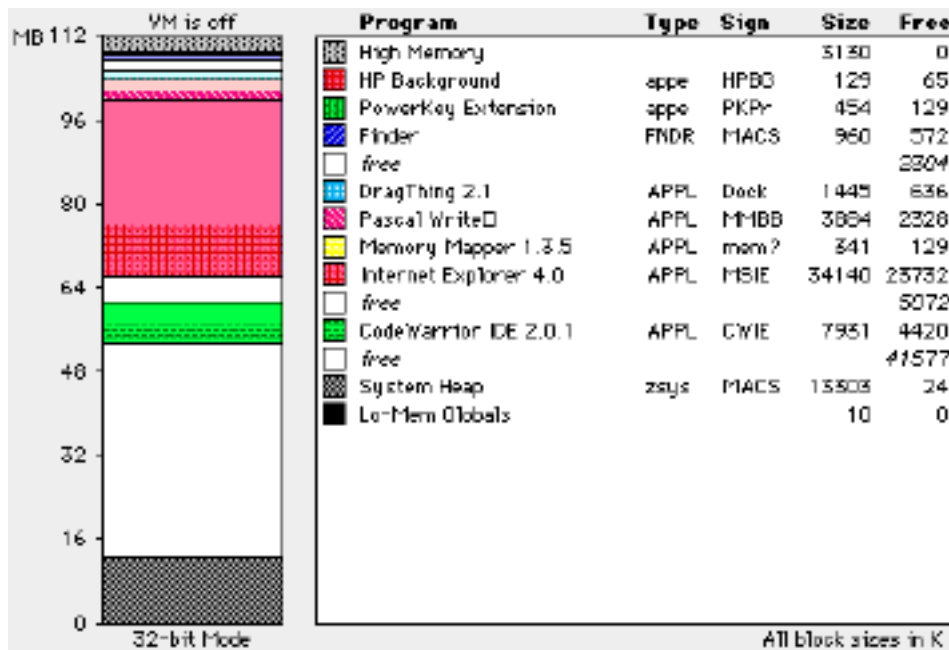 VM is off
Program Type Sign Size Free
MB 112
High Memory 3130 0
HP Background appe HPBG 129 65
PowerKey Extension appe PKPr 454 129
Finder FNDR MACS 960 572
free 2304
DragThing 2.1 APPL Dock 1445 636
Pascal Write□ APPL MMBB 3884 2328
Memory Mapper 1.3.5 APPL mem? 341 129
Internet Explorer 4.0 APPL MSIE 34140 23732
free 5072
CodeWarrior IDE 2.0.1 APPL CWIE 7931 4420
free 41577
System Heap zsys MACS 13303 24
Lo-Mem Globals 10 0
96
80
64
48
32
16
0
32-bit Mode
All block sizes in K